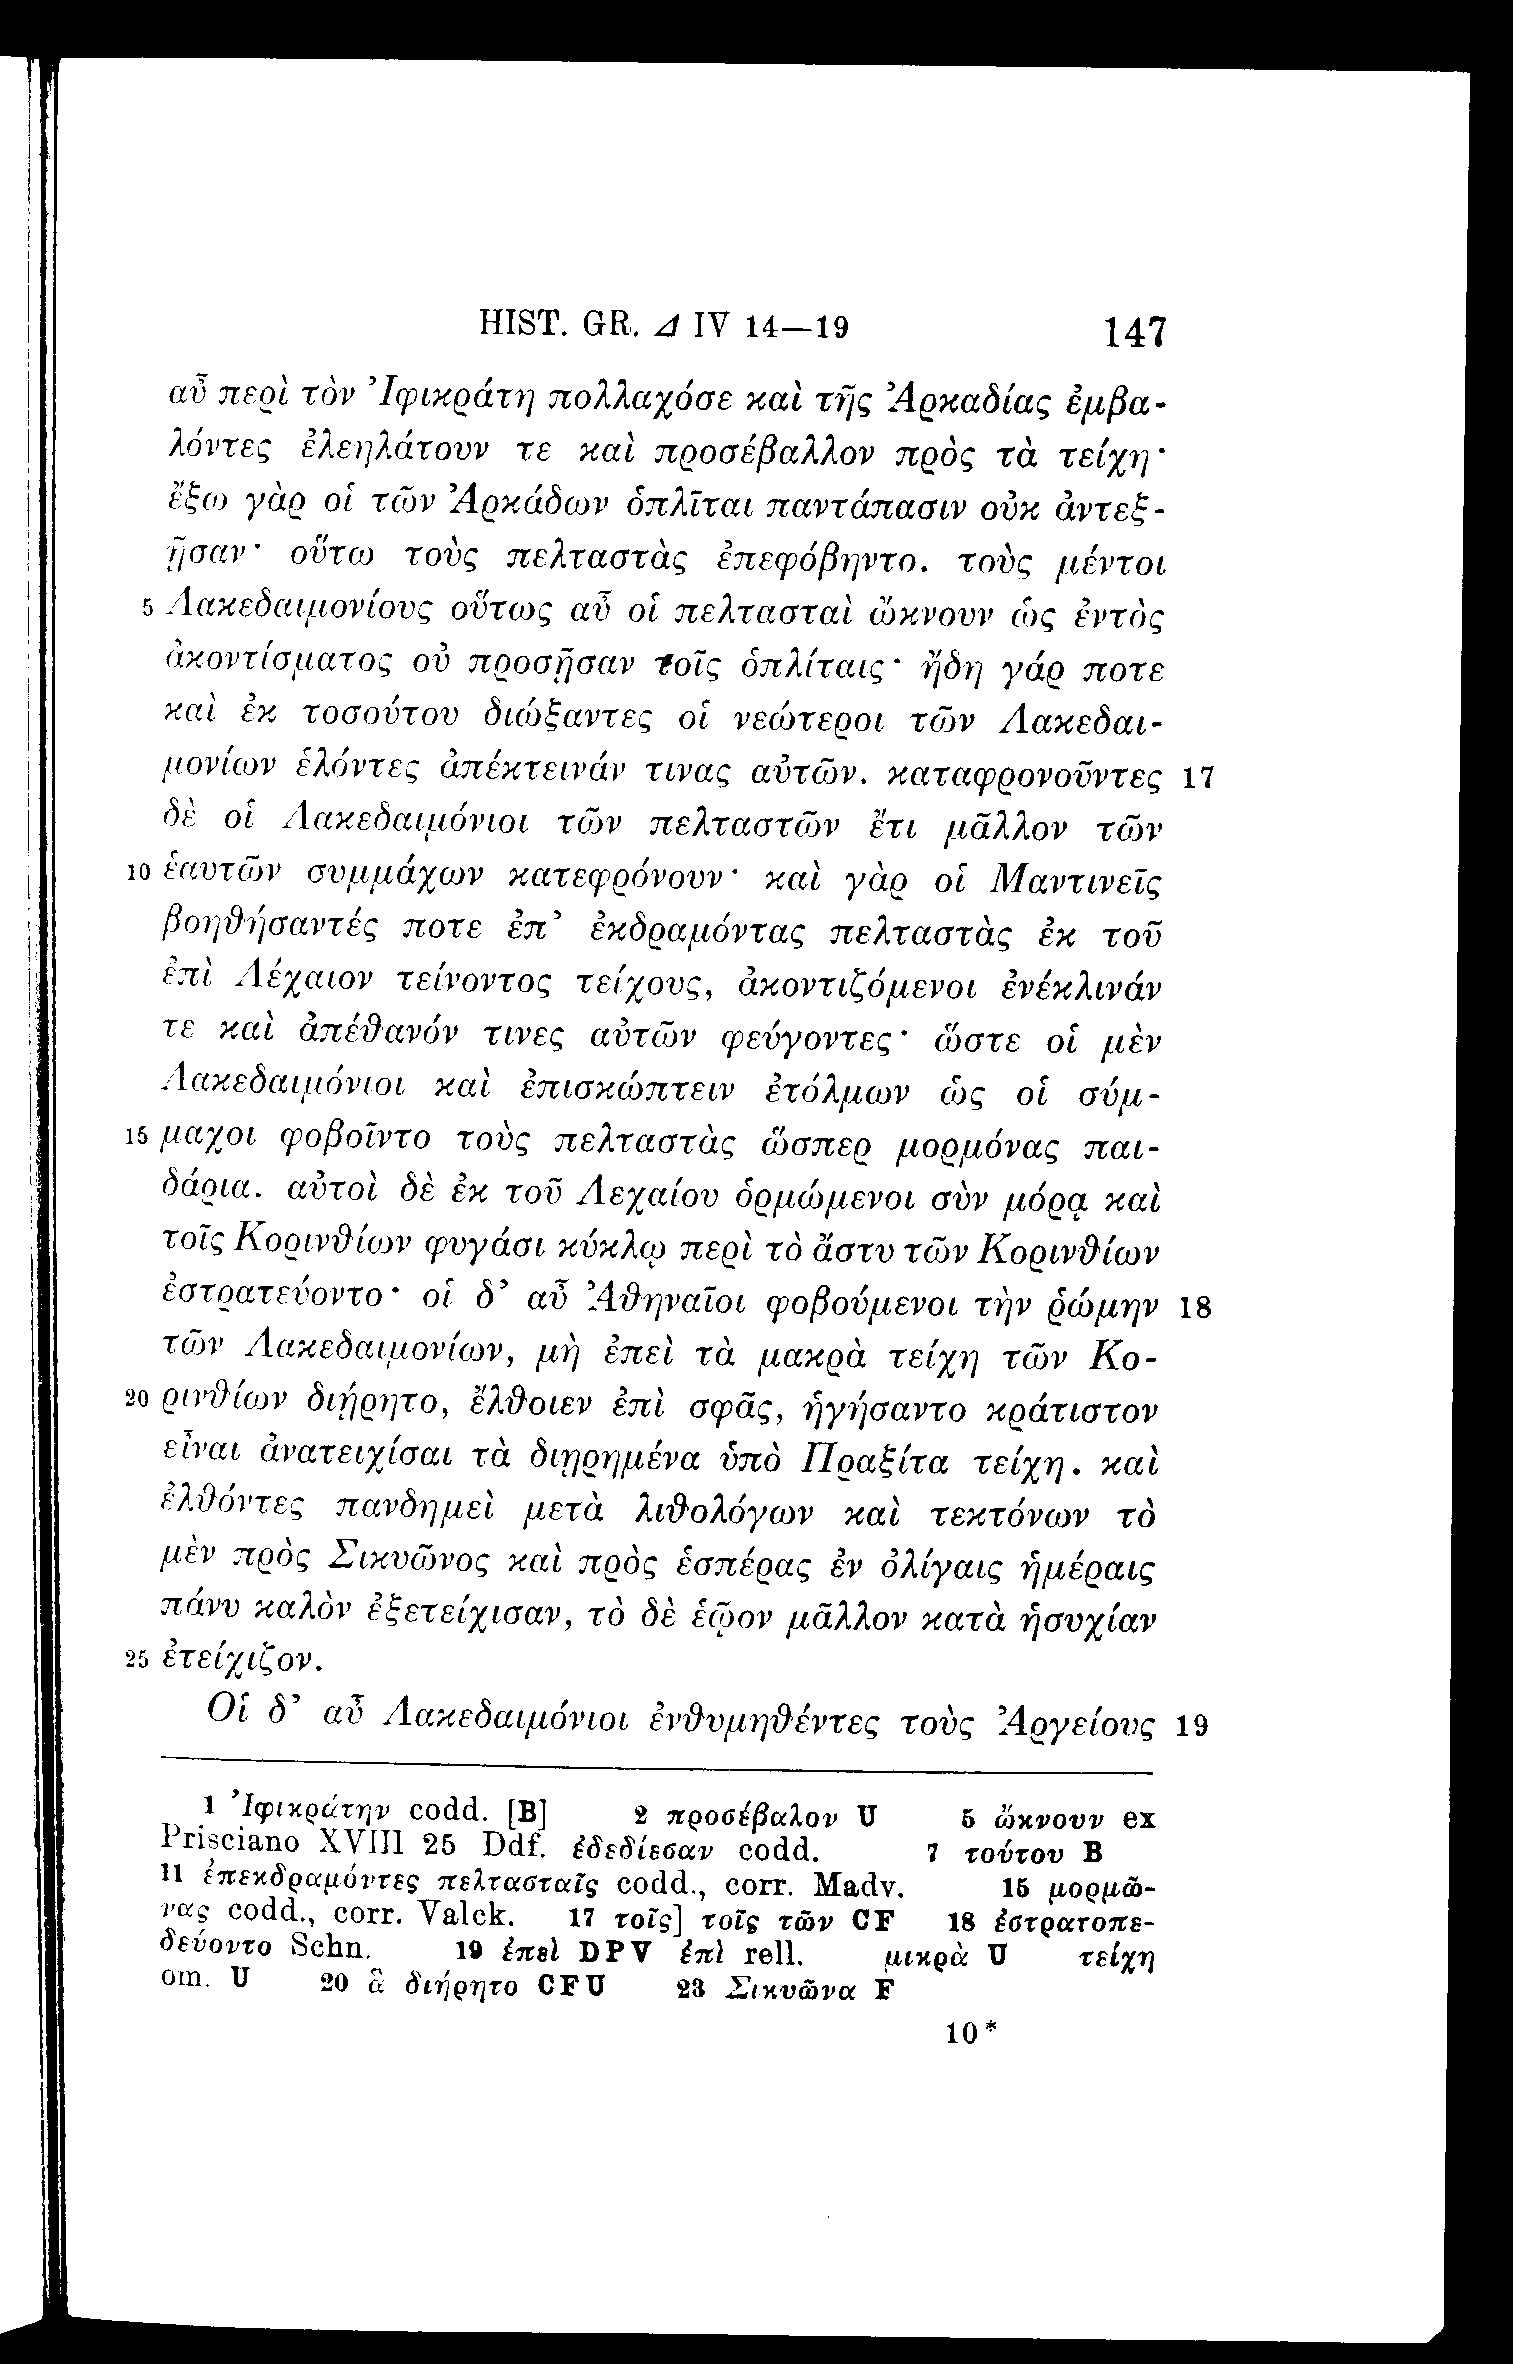 HIST. GR. Δ IV 14—19 147
αὖ περὶ τὸν Ἰφικράτη πολλαχόσε καὶ τῆς Ἀρκαδίας ἐμβα-
λόντες ἐλεηλάτουν τε καὶ προσέβαλλον πρὸς τὰ τείχη·
ἔξω γὰρ οἱ τῶν Ἀρκάδων ὁπλῖται παντάπασιν οὐκ ἀντεξ-
ῇσαν· οὕτω τοὺς πελταστὰς ἐπεφόβηντο. τοὺς μέντοι
5 Λακεδαιμονίους οὕτως αὖ οἱ πελτασταὶ ὤκνουν ὡς ἐντὸς
ἀκοντίσματος οὐ προσῇσαν τοῖς ὁπλίταις· ἤδη γάρ ποτε
καὶ ἐκ τοσούτου διώξαντες οἱ νεώτεροι τῶν Λακεδαι-
μονίων ἑλόντες ἀπέκτεινάν τινας αὐτῶν. καταφρονοῦντες 17
δὲ οἱ Λακεδαιμόνιοι τῶν πελταστῶν ἔτι μᾶλλον τῶν
10 ἑαυτῶν συμμάχων κατεφρόνουν· καὶ γὰρ οἱ Μαντινεῖς
βοηθήσαντές ποτε ἐπ’ ἐκδραμόντας πελταστὰς ἐκ τοῦ
ἐπὶ Λέχαιον τείνοντος τείχους, ἀκοντιζόμενοι ἐνέκλινάν
τε καὶ ἀπέθανόν τινες αὐτῶν φεύγοντες· ὥστε οἱ μὲν
Λακεδαιμόνιοι καὶ ἐπισκώπτειν ἐτόλμων ὡς οἱ σύμ-
15 μαχοι φοβοῖντο τοὺς πελταστὰς ὥσπερ μορμόνας παι-
δάρια. αὐτοὶ δὲ ἐκ τοῦ Λεχαίου ὁρμώμενοι σὺν μόρᾳ καὶ
τοῖς Κορινθίων φυγάσι κύκλῳ περὶ τὸ ἄστυ τῶν Κορινθίων
ἐστρατεύοντο· οἱ δ’ αὖ Ἀθηναῖοι φοβούμενοι τὴν ῥώμην 18
τῶν Λακεδαιμονίων, μὴ ἐπεὶ τὰ μακρὰ τείχη τῶν Κο-
20 ρινθίων διῄρητο, ἔλθοιεν ἐπὶ σφᾶς, ἡγήσαντο κράτιστον
εἶναι ἀνατειχίσαι τὰ διῃρημένα ὑπὸ Πραξίτα τείχη. καὶ
ἐλθόντες πανδημεὶ μετὰ λιθολόγων καὶ τεκτόνων τὸ
μὲν πρὸς Σικυῶνος καὶ πρὸς ἑσπέρας ἐν ὀλίγαις ἡμέραις
πάνυ καλὸν ἐξετείχισαν, τὸ δὲ ἑῷον μᾶλλον κατὰ ἡσυχίαν
25 ἐτείχιζον.
Οἱ δ’ αὖ Λακεδαιμόνιοι ἐνθυμηθέντες τοὺς Ἀργείους 19
1 Ἰφικράτην codd. [B] 2 προσέβαλον U 5 ὤκνουν ex
Prisciano XVIII 25 Ddf. ἐδεδίεσαν codd. 7 τούτου B
11 ἐπεκδραμόντες πελτασταῖς codd., corr. Madv. 15 μορμῶ-
νας codd., corr. Valck. 17 τοῖς] τοῖς τῶν CF 18 ἐστρατοπε-
δεύοντο Schn. 19 ἐπεὶ DPV ἐπὶ rell. μικρὰ U τείχη
om. U 20 ἃ διῄρητο CFU 23 Σικυῶνα F
10*